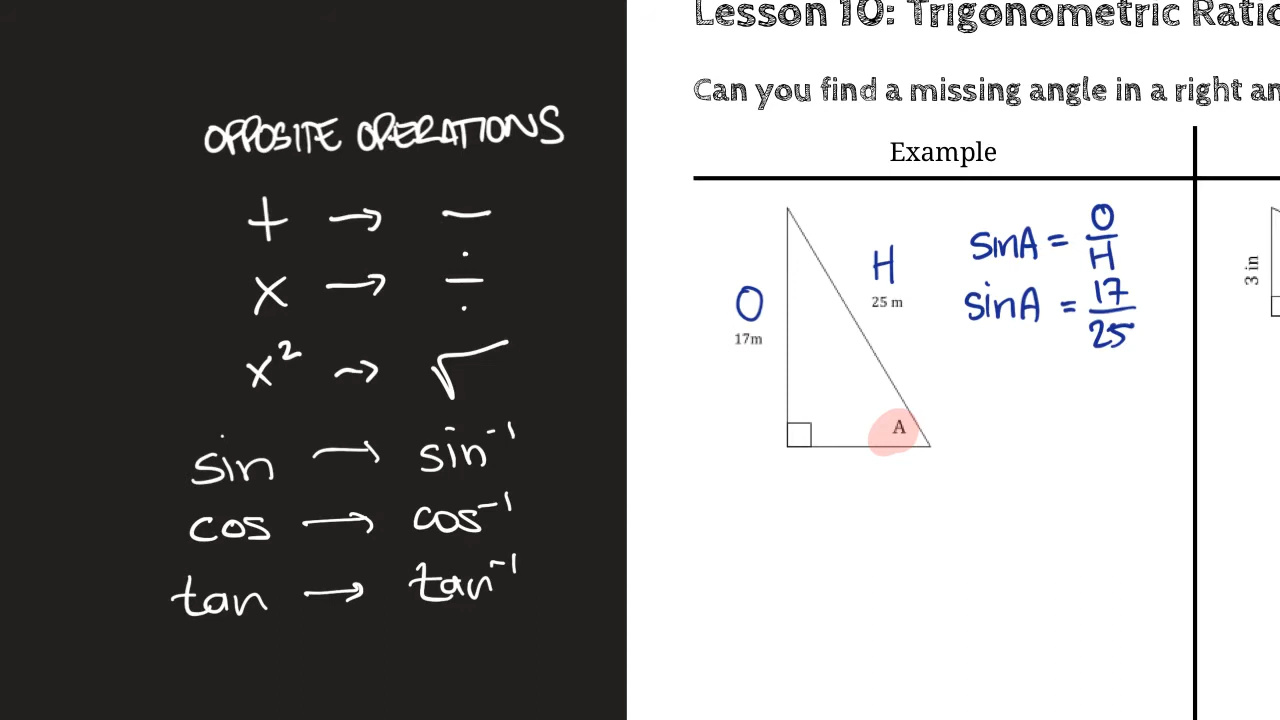 OPPOSITE OPERATIONS
+ → −
x → ÷
x² → √
sin → sin⁻¹
cos → cos⁻¹
tan → tan⁻¹
Lesson 10: Trigonometric Ratio
Can you find a missing angle in a right an
Example
O
17m
H
25 m
A
sinA = O/H
sinA = 17/25
3 in